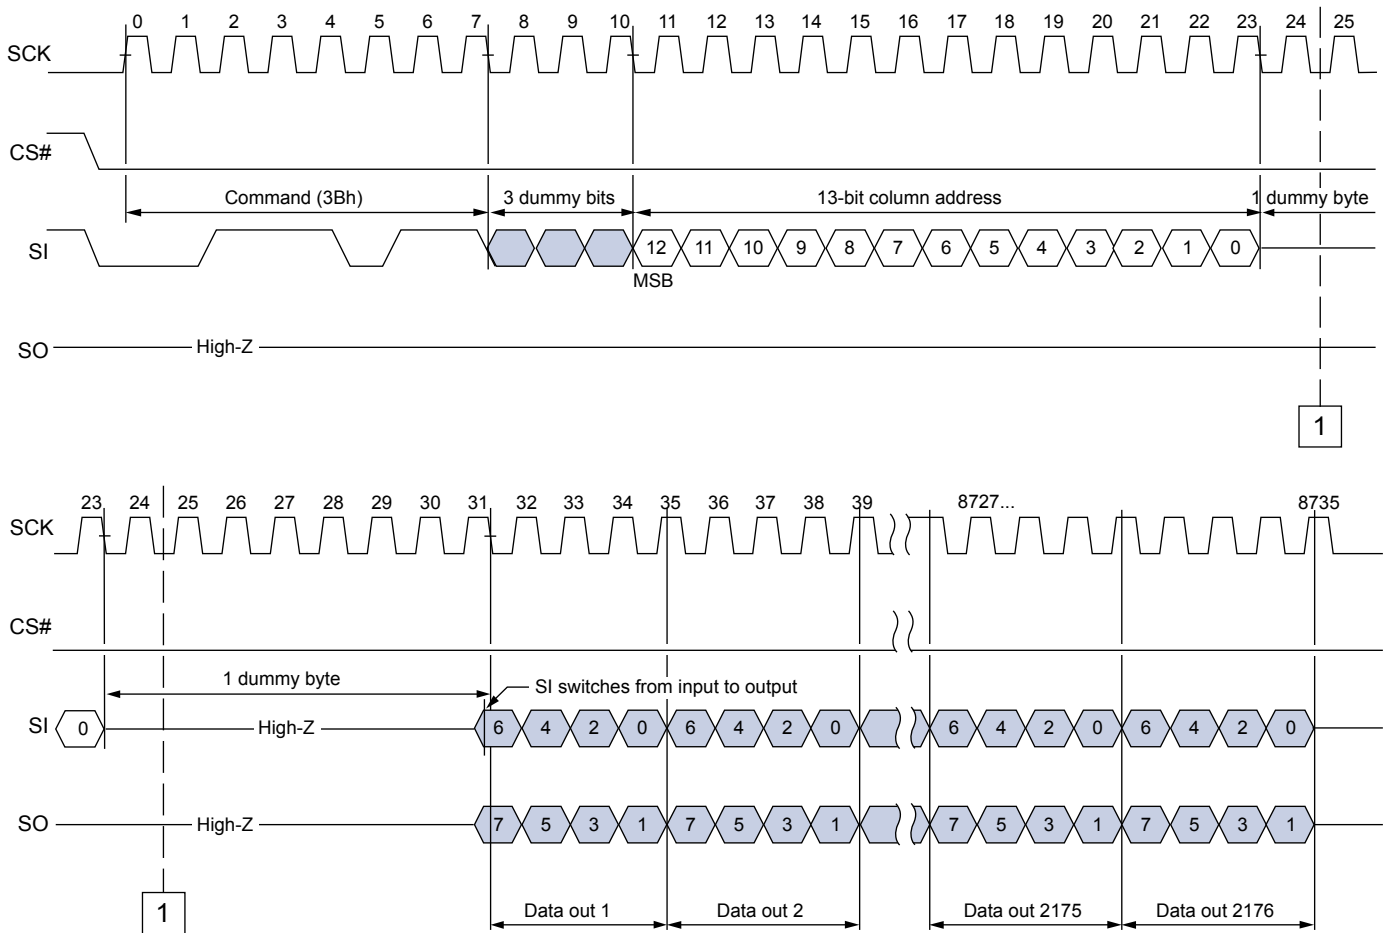 0 1 2 3 4 5 6 7 8 9 10 11 12 13 14 15 16 17 18 19 20 21 22 23 24 25
SCK
CS#
Command (3Bh) 3 dummy bits 13-bit column address 1 dummy byte
SI 12 11 10 9 8 7 6 5 4 3 2 1 0
MSB
SO High-Z
1
23 24 25 26 27 28 29 30 31 32 33 34 35 36 37 38 39 8727... 8735
SCK
CS#
1 dummy byte SI switches from input to output
SI 0 High-Z 6 4 2 0 6 4 2 0 6 4 2 0 6 4 2 0
SO High-Z 7 5 3 1 7 5 3 1 7 5 3 1 7 5 3 1
1 Data out 1 Data out 2 Data out 2175 Data out 2176